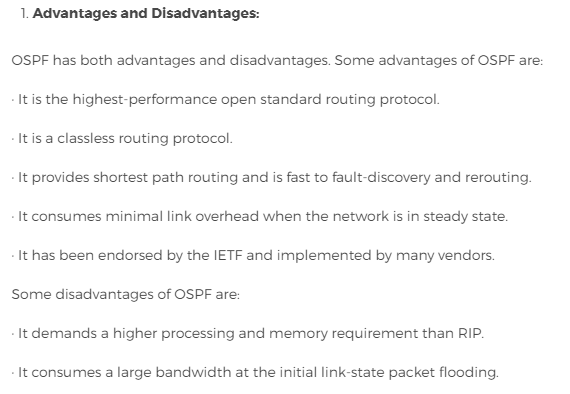 1. Advantages and Disadvantages:
OSPF has both advantages and disadvantages. Some advantages of OSPF are:
· It is the highest-performance open standard routing protocol.
· It is a classless routing protocol.
· It provides shortest path routing and is fast to fault-discovery and rerouting.
· It consumes minimal link overhead when the network is in steady state.
· It has been endorsed by the IETF and implemented by many vendors.
Some disadvantages of OSPF are:
· It demands a higher processing and memory requirement than RIP.
· It consumes a large bandwidth at the initial link-state packet flooding.